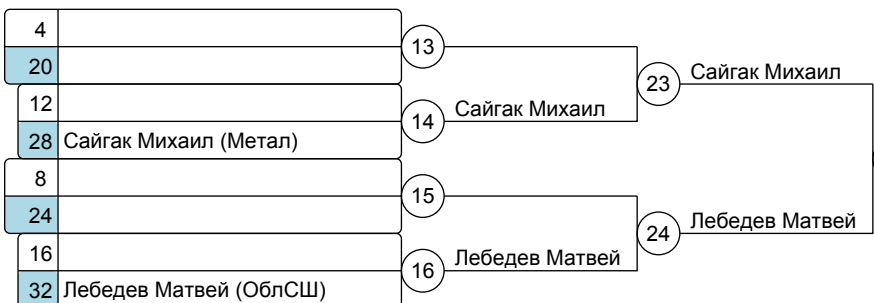 4
13
20
23 Сайгак Михаил
12
14 Сайгак Михаил
28 Сайгак Михаил (Метал)
8
15
24
24 Лебедев Матвей
16
16 Лебедев Матвей
32 Лебедев Матвей (ОблСШ)